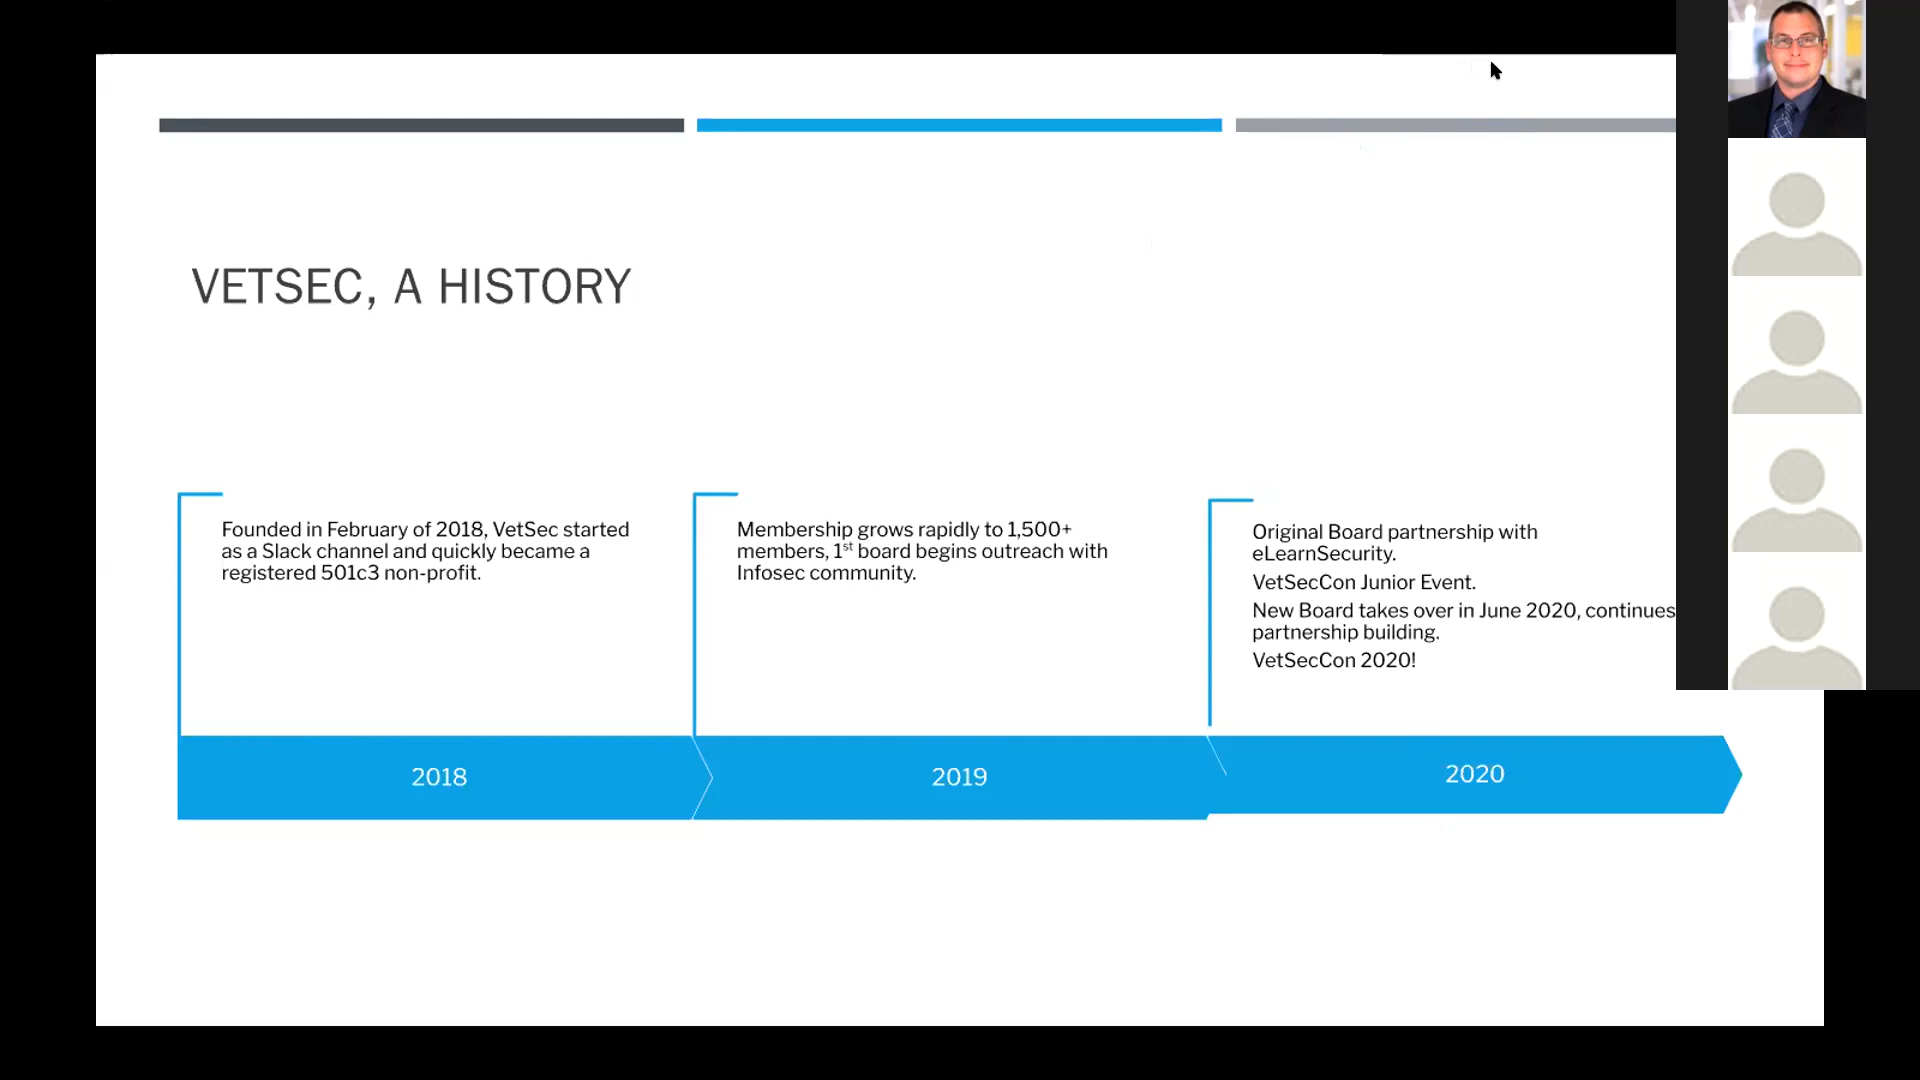 VETSEC, A HISTORY
Founded in February of 2018, VetSec started
as a Slack channel and quickly became a
registered 501c3 non-profit.
Membership grows rapidly to 1,500+
members, 1st board begins outreach with
Infosec community.
Original Board partnership with
eLearnSecurity.
VetSecCon Junior Event.
New Board takes over in June 2020, continues
partnership building.
VetSecCon 2020!
2018
2019
2020